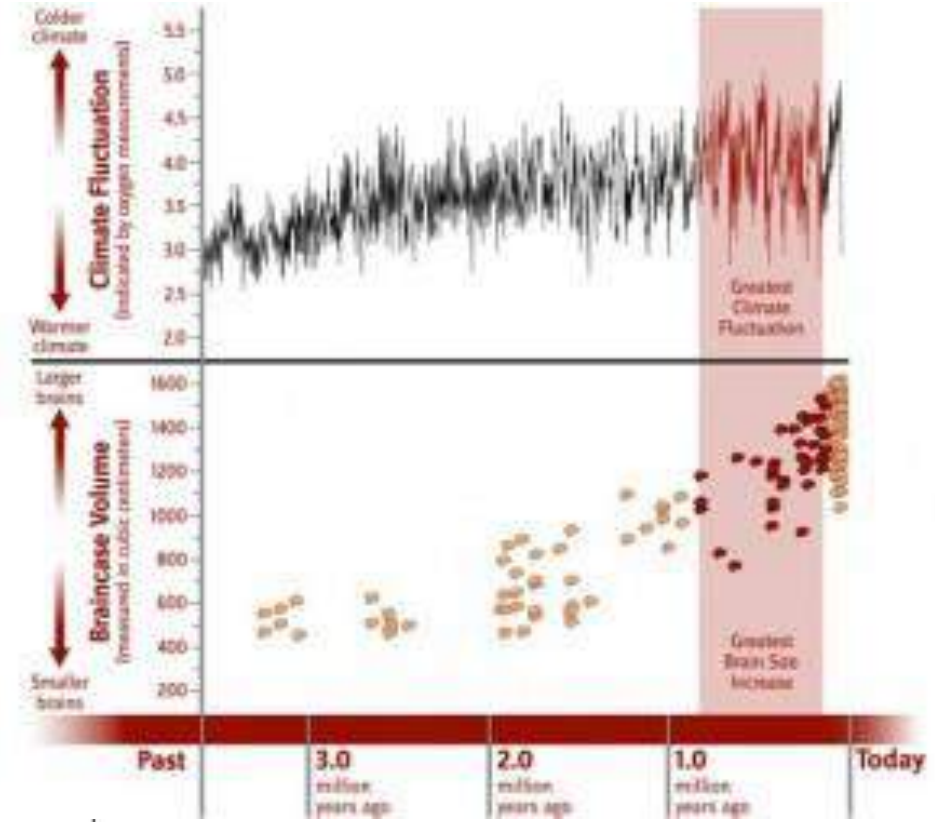 Colder
climate
Climate Fluctuation
(indicated by oxygen measurements)
Warmer
climate
5.5
5.0
4.5
4.0
3.5
3.0
2.5
2.0
Greatest
Climate
Fluctuation
Larger
brains
Braincase Volume
(measured in cubic centimeters)
Smaller
brains
1600
1400
1200
1000
800
600
400
200
Greatest
Brain Size
Increase
Past
3.0
million
years ago
2.0
million
years ago
1.0
million
years ago
Today